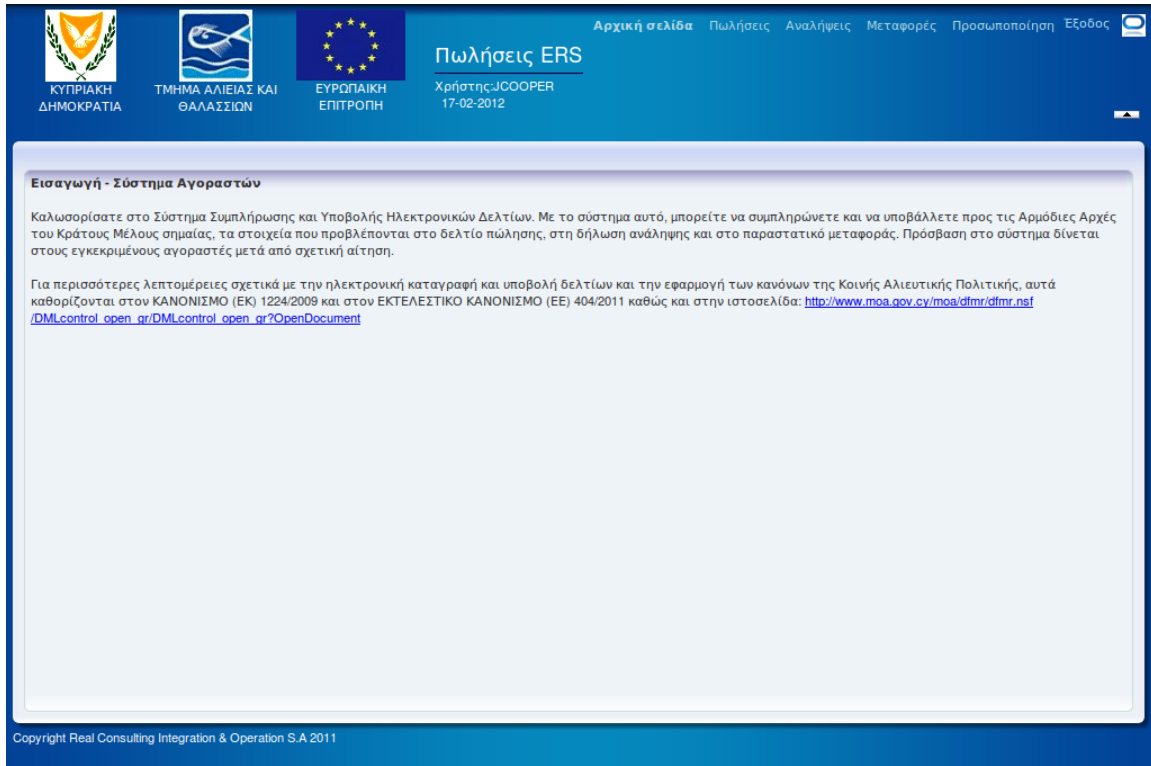 Αρχική σελίδα Πωλήσεις Αναλήψεις Μεταφορές Προσωποποίηση Έξοδος
Πωλήσεις ERS
Χρήστης:JCOOPER
17-02-2012
ΚΥΠΡΙΑΚΗ
ΔΗΜΟΚΡΑΤΙΑ
ΤΜΗΜΑ ΑΛΙΕΙΑΣ ΚΑΙ
ΘΑΛΑΣΣΙΩΝ
ΕΥΡΩΠΑΙΚΗ
ΕΠΙΤΡΟΠΗ
Εισαγωγή - Σύστημα Αγοραστών
Καλωσορίσατε στο Σύστημα Συμπλήρωσης και Υποβολής Ηλεκτρονικών Δελτίων. Με το σύστημα αυτό, μπορείτε να συμπληρώνετε και να υποβάλλετε προς τις Αρμόδιες Αρχές
του Κράτους Μέλους σημαίας, τα στοιχεία που προβλέπονται στο δελτίο πώλησης, στη δήλωση ανάληψης και στο παραστατικό μεταφοράς. Πρόσβαση στο σύστημα δίνεται
στους εγκεκριμένους αγοραστές μετά από σχετική αίτηση.
Για περισσότερες λεπτομέρειες σχετικά με την ηλεκτρονική καταγραφή και υποβολή δελτίων και την εφαρμογή των κανόνων της Κοινής Αλιευτικής Πολιτικής, αυτά
καθορίζονται στον ΚΑΝΟΝΙΣΜΟ (ΕΚ) 1224/2009 και στον ΕΚΤΕΛΕΣΤΙΚΟ ΚΑΝΟΝΙΣΜΟ (ΕΕ) 404/2011 καθώς και στην ιστοσελίδα: http://www.moa.gov.cy/moa/dfmr/dfmr.nsf
/DMLcontrol_open_gr/DMLcontrol_open_gr?OpenDocument
Copyright Real Consulting Integration & Operation S.A 2011